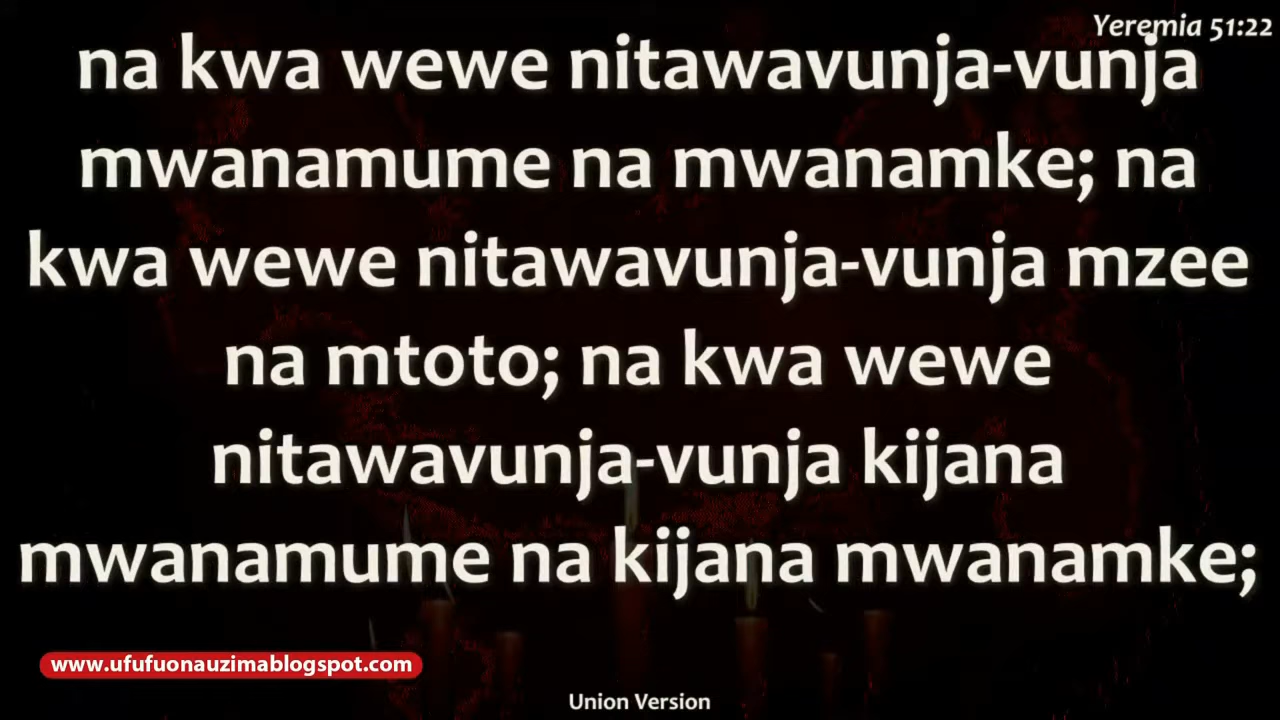 Yeremia 51:22
na kwa wewe nitawavunja-vunja
mwanamume na mwanamke; na
kwa wewe nitawavunja-vunja mzee
na mtoto; na kwa wewe
nitawavunja-vunja kijana
mwanamume na kijana mwanamke;
www.ufufuonauzimablogspot.com
Union Version